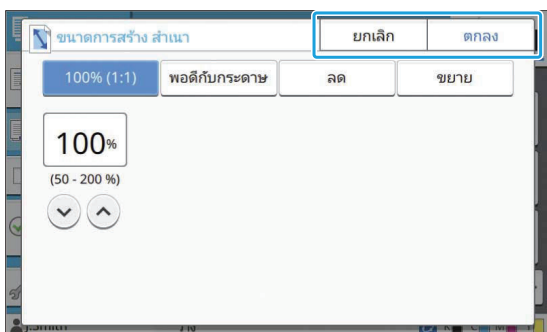 ขนาดการสร้าง สำเนา
ยกเลิก
ตกลง
100% (1:1)
พอดีกับกระดาษ
ลด
ขยาย
100%
(50 - 200 %)